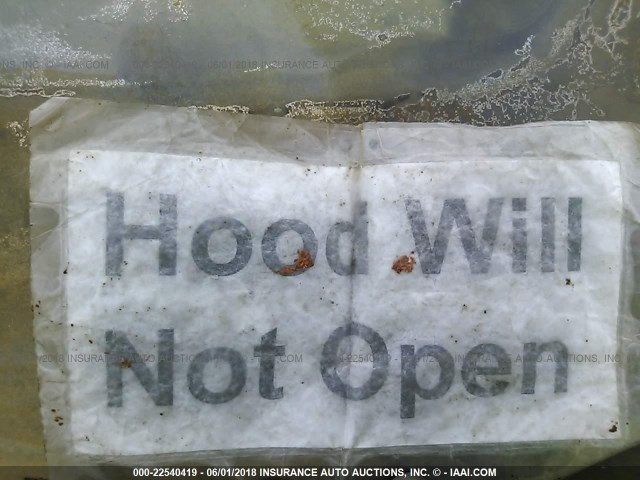 Hood Will
Not Open
000-22540419 - 06/01/2018 INSURANCE AUTO AUCTIONS, INC. © - IAAI.COM